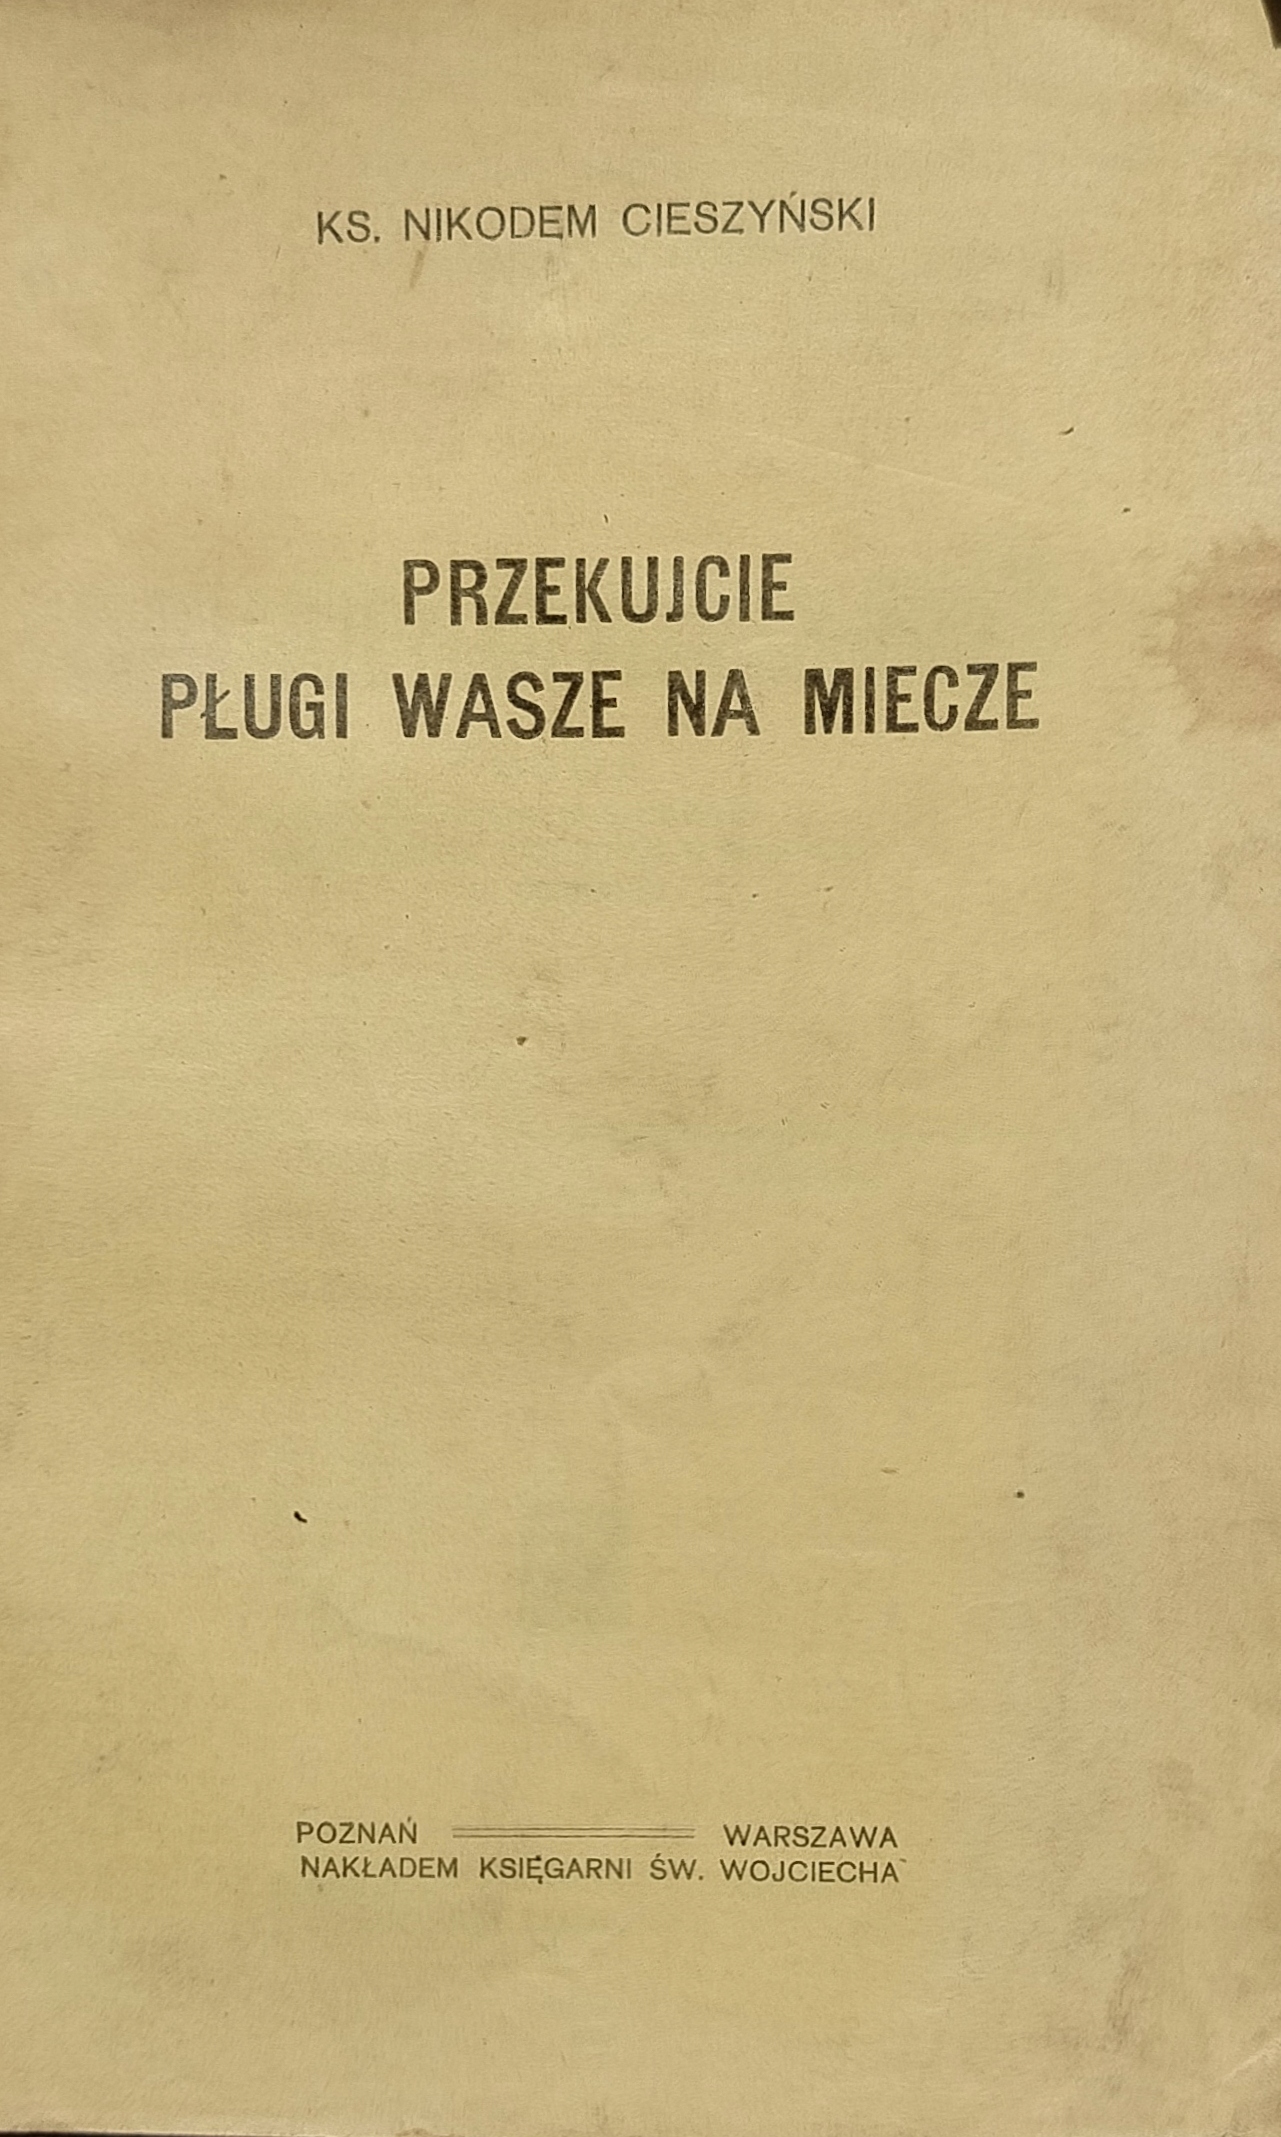 KS. NIKODEM CIESZYŃSKI
PRZEKUJCIE
PŁUGI WASZE NA MIECZE
POZNAŃ WARSZAWA
NAKŁADEM KSIĘGARNI ŚW. WOJCIECHA